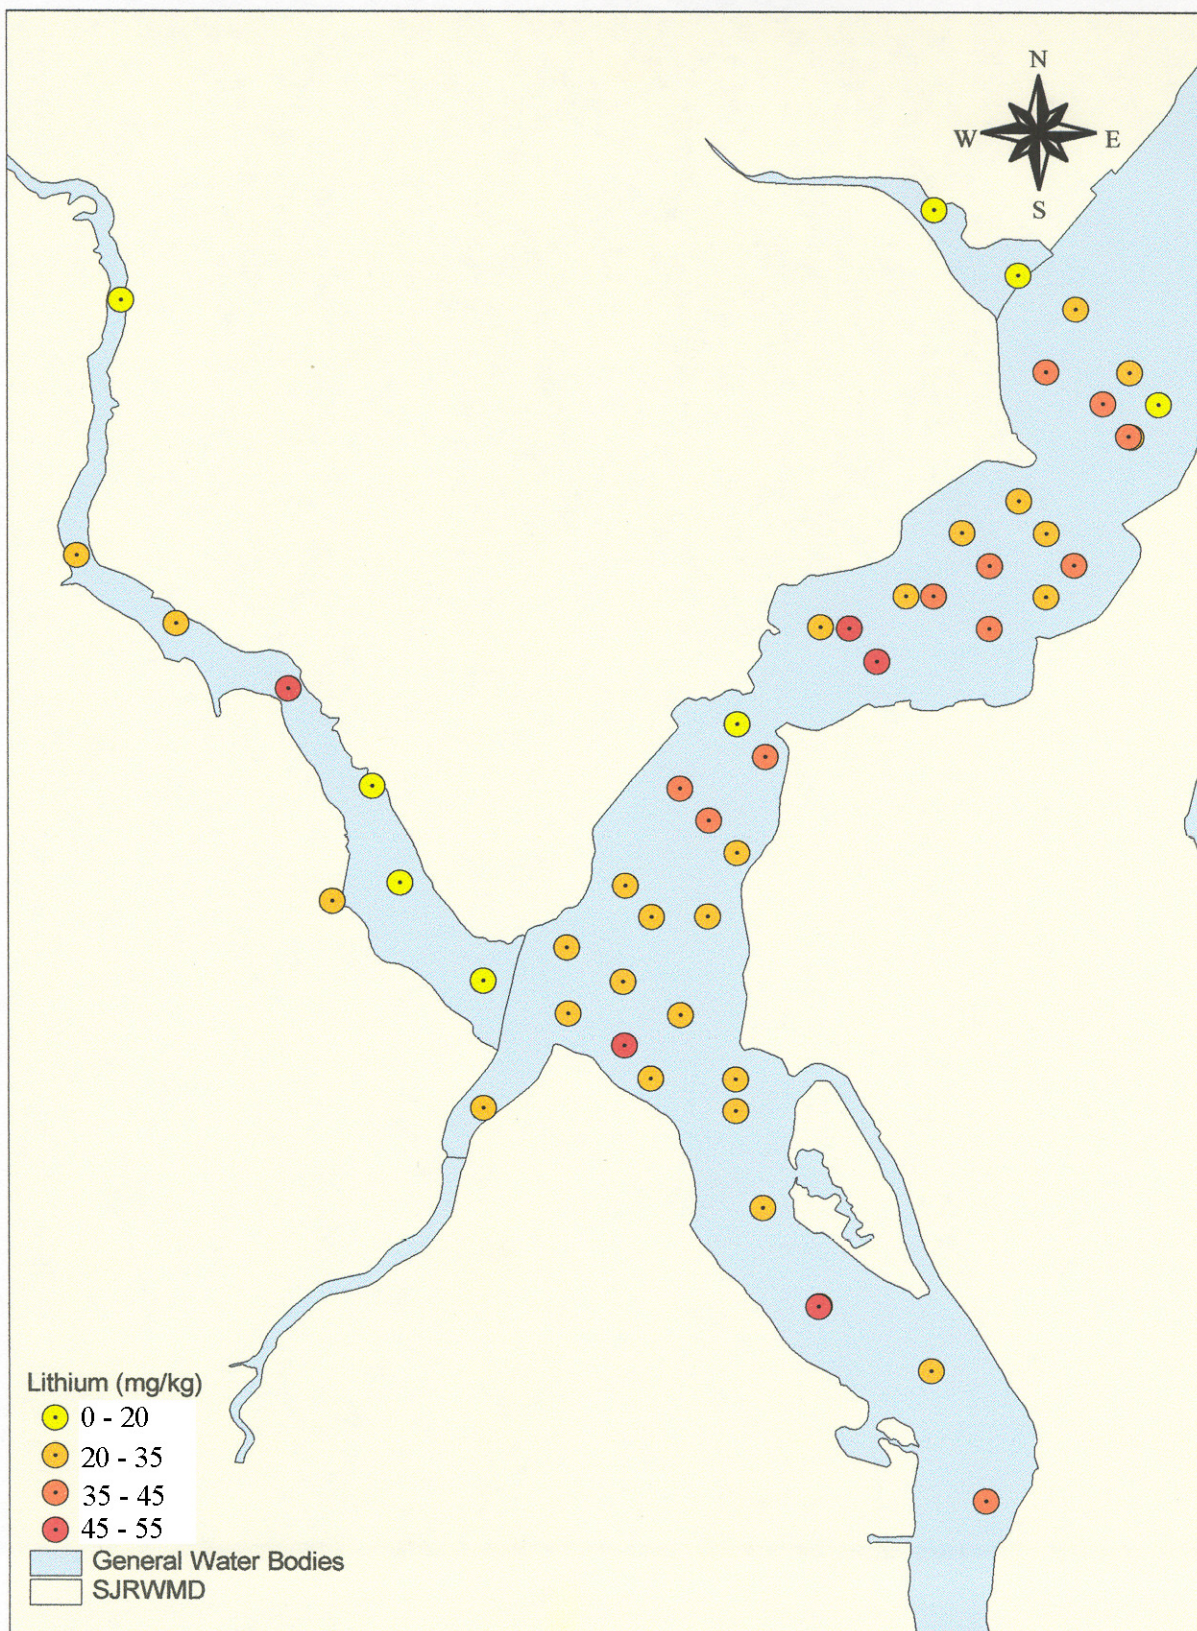 N
W E
S
Lithium (mg/kg)
0 - 20
20 - 35
35 - 45
45 - 55
General Water Bodies
SJRWMD